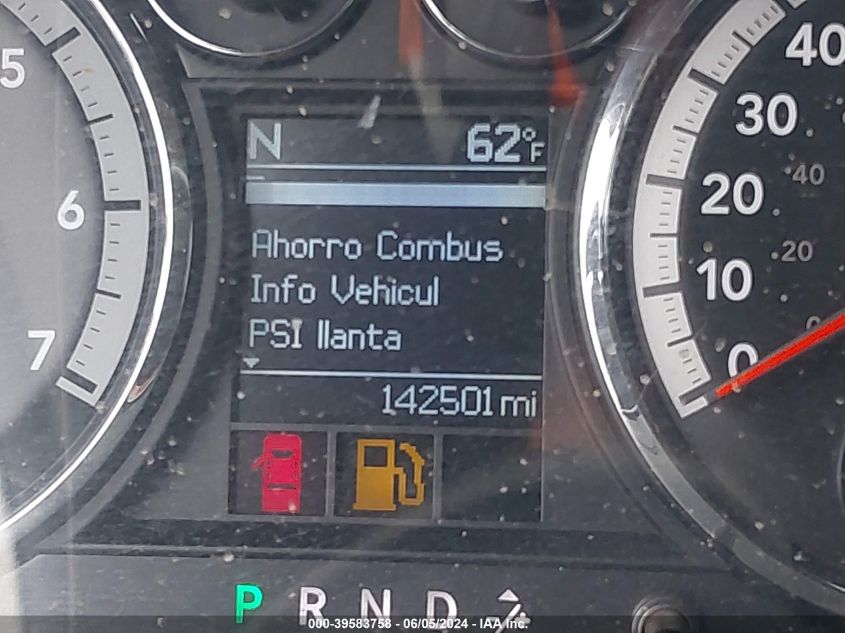 5
6
7
N 62°F
Ahorro Combus
Info Vehicul
PSI llanta
142501 mi
40
30
20
10
0
40
20
0
P R N D
000-39583758 - 06/05/2024 - IAA, Inc.